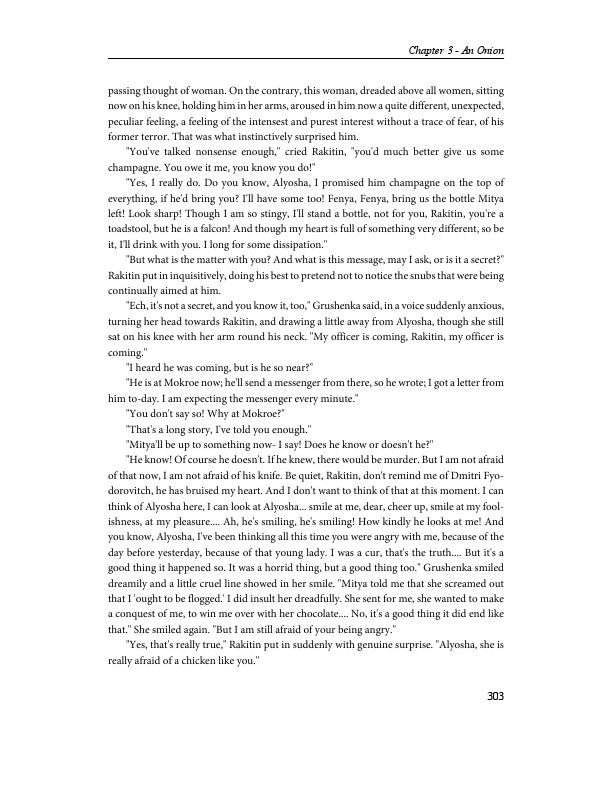 Chapter 3 - An Onion
passing thought of woman. On the contrary, this woman, dreaded above all women, sitting
now on his knee, holding him in her arms, aroused in him now a quite different, unexpected,
peculiar feeling, a feeling of the intensest and purest interest without a trace of fear, of his
former terror. That was what instinctively surprised him.
"You've talked nonsense enough," cried Rakitin, "you'd much better give us some
champagne. You owe it me, you know you do!"
"Yes, I really do. Do you know, Alyosha, I promised him champagne on the top of
everything, if he'd bring you? I'll have some too! Fenya, Fenya, bring us the bottle Mitya
left! Look sharp! Though I am so stingy, I'll stand a bottle, not for you, Rakitin, you're a
toadstool, but he is a falcon! And though my heart is full of something very different, so be
it, I'll drink with you. I long for some dissipation."
"But what is the matter with you? And what is this message, may I ask, or is it a secret?"
Rakitin put in inquisitively, doing his best to pretend not to notice the snubs that were being
continually aimed at him.
"Ech, it's not a secret, and you know it, too," Grushenka said, in a voice suddenly anxious,
turning her head towards Rakitin, and drawing a little away from Alyosha, though she still
sat on his knee with her arm round his neck. "My officer is coming, Rakitin, my officer is
coming."
"I heard he was coming, but is he so near?"
"He is at Mokroe now; he'll send a messenger from there, so he wrote; I got a letter from
him to-day. I am expecting the messenger every minute."
"You don't say so! Why at Mokroe?"
"That's a long story, I've told you enough."
"Mitya'll be up to something now- I say! Does he know or doesn't he?"
"He know! Of course he doesn't. If he knew, there would be murder. But I am not afraid
of that now, I am not afraid of his knife. Be quiet, Rakitin, don't remind me of Dmitri Fyo-
dorovitch, he has bruised my heart. And I don't want to think of that at this moment. I can
think of Alyosha here, I can look at Alyosha... smile at me, dear, cheer up, smile at my fool-
ishness, at my pleasure.... Ah, he's smiling, he's smiling! How kindly he looks at me! And
you know, Alyosha, I've been thinking all this time you were angry with me, because of the
day before yesterday, because of that young lady. I was a cur, that's the truth.... But it's a
good thing it happened so. It was a horrid thing, but a good thing too." Grushenka smiled
dreamily and a little cruel line showed in her smile. "Mitya told me that she screamed out
that I 'ought to be flogged.' I did insult her dreadfully. She sent for me, she wanted to make
a conquest of me, to win me over with her chocolate.... No, it's a good thing it did end like
that." She smiled again. "But I am still afraid of your being angry."
"Yes, that's really true," Rakitin put in suddenly with genuine surprise. "Alyosha, she is
really afraid of a chicken like you."
303